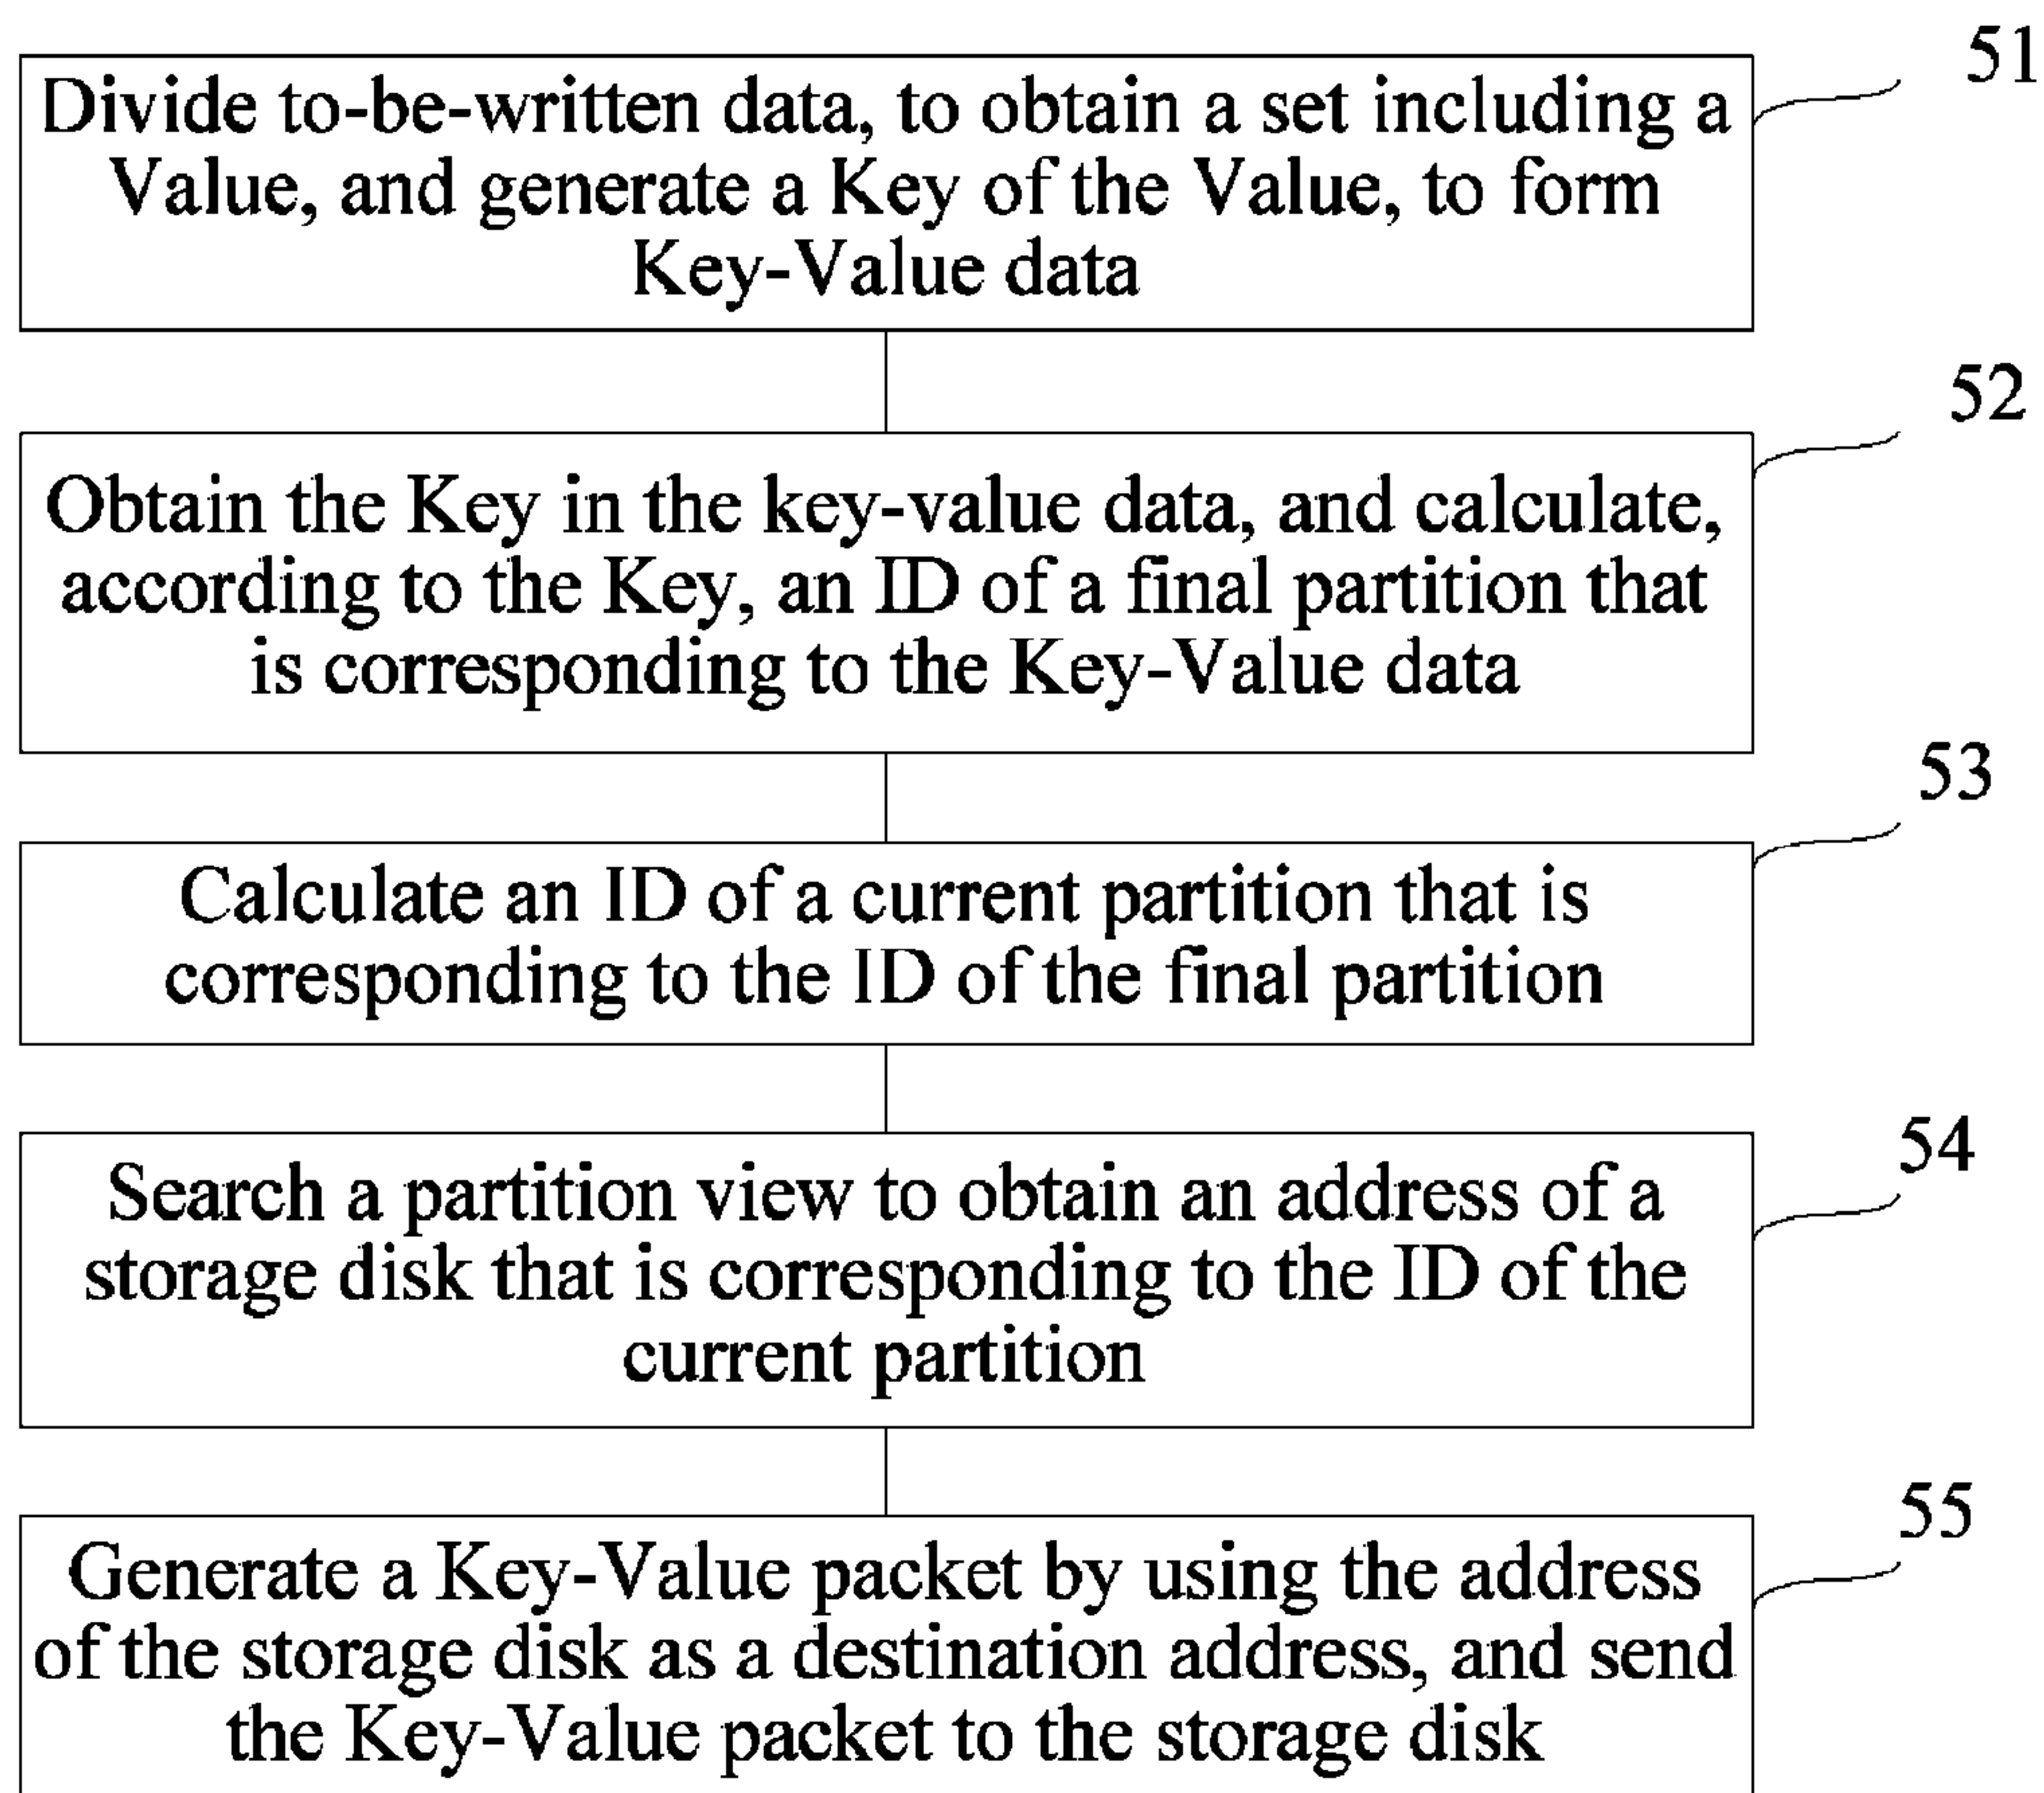 51
Divide to-be-written data, to obtain a set including a
Value, and generate a Key of the Value, to form
Key-Value data
52
Obtain the Key in the key-value data, and calculate,
according to the Key, an ID of a final partition that
is corresponding to the Key-Value data
53
Calculate an ID of a current partition that is
corresponding to the ID of the final partition
54
Search a partition view to obtain an address of a
storage disk that is corresponding to the ID of the
current partition
55
Generate a Key-Value packet by using the address
of the storage disk as a destination address, and send
the Key-Value packet to the storage disk